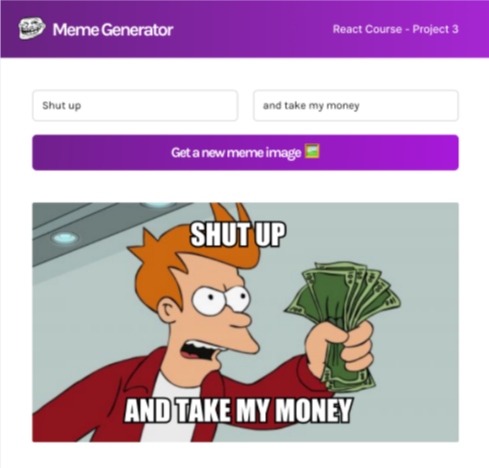 Meme Generator
React Course - Project 3
Shut up
and take my money
Get a new meme image
SHUT UP
AND TAKE MY MONEY